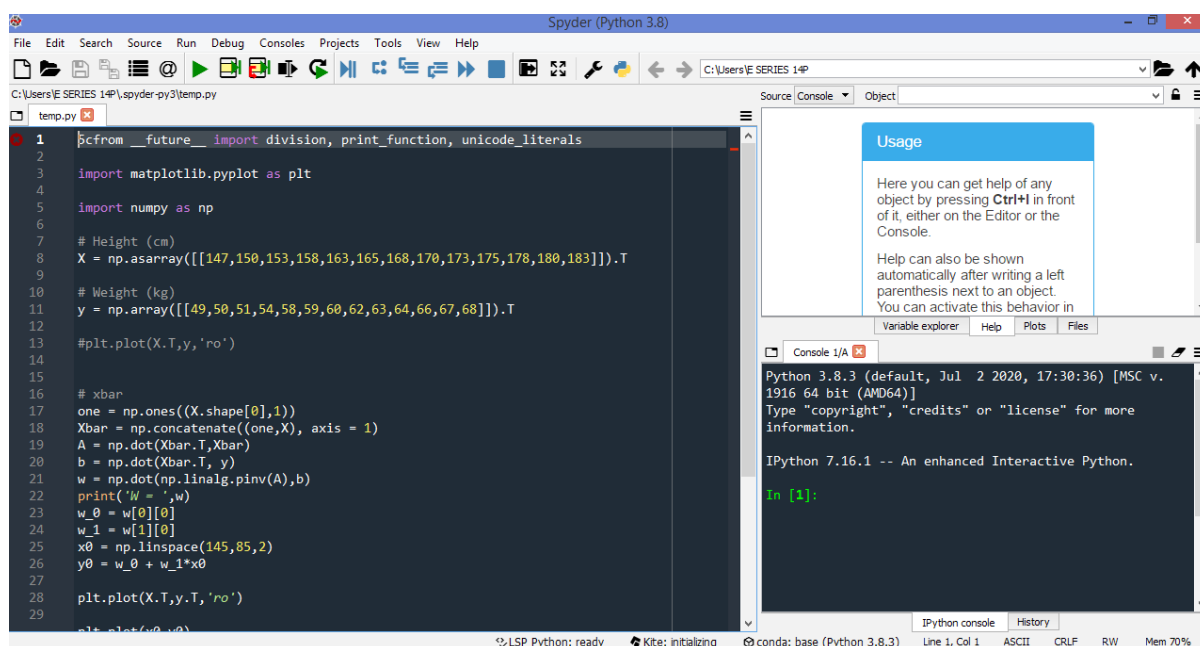 Spyder (Python 3.8)
File Edit Search Source Run Debug Consoles Projects Tools View Help
C:\Users\E SERIES 14P
C:\Users\E SERIES 14P\.spyder-py3\temp.py
temp.py
1 scfrom __future__ import division, print_function, unicode_literals
2
3 import matplotlib.pyplot as plt
4
5 import numpy as np
6
7 # Height (cm)
8 X = np.asarray([[147,150,153,158,163,165,168,170,173,175,178,180,183]]).T
9
10 # Weight (kg)
11 y = np.array([[49,50,51,54,58,59,60,62,63,64,66,67,68]]).T
12
13 #plt.plot(X.T,y,'ro')
14
15
16 # xbar
17 one = np.ones((X.shape[0],1))
18 Xbar = np.concatenate((one,X), axis = 1)
19 A = np.dot(Xbar.T,Xbar)
20 b = np.dot(Xbar.T, y)
21 w = np.dot(np.linalg.pinv(A),b)
22 print('W = ',w)
23 w_0 = w[0][0]
24 w_1 = w[1][0]
25 x0 = np.linspace(145,85,2)
26 y0 = w_0 + w_1*x0
27
28 plt.plot(X.T,y.T,'ro')
29
plt.plot(x0,y0)
Source Console Object
Usage
Here you can get help of any
object by pressing Ctrl+I in front
of it, either on the Editor or the
Console.
Help can also be shown
automatically after writing a left
parenthesis next to an object.
You can activate this behavior in
Variable explorer Help Plots Files
Console 1/A
Python 3.8.3 (default, Jul 2 2020, 17:30:36) [MSC v.
1916 64 bit (AMD64)]
Type "copyright", "credits" or "license" for more
information.
IPython 7.16.1 -- An enhanced Interactive Python.
In [1]:
IPython console History
LSP Python: ready Kite: initializing conda: base (Python 3.8.3) Line 1, Col 1 ASCII CRLF RW Mem 70%